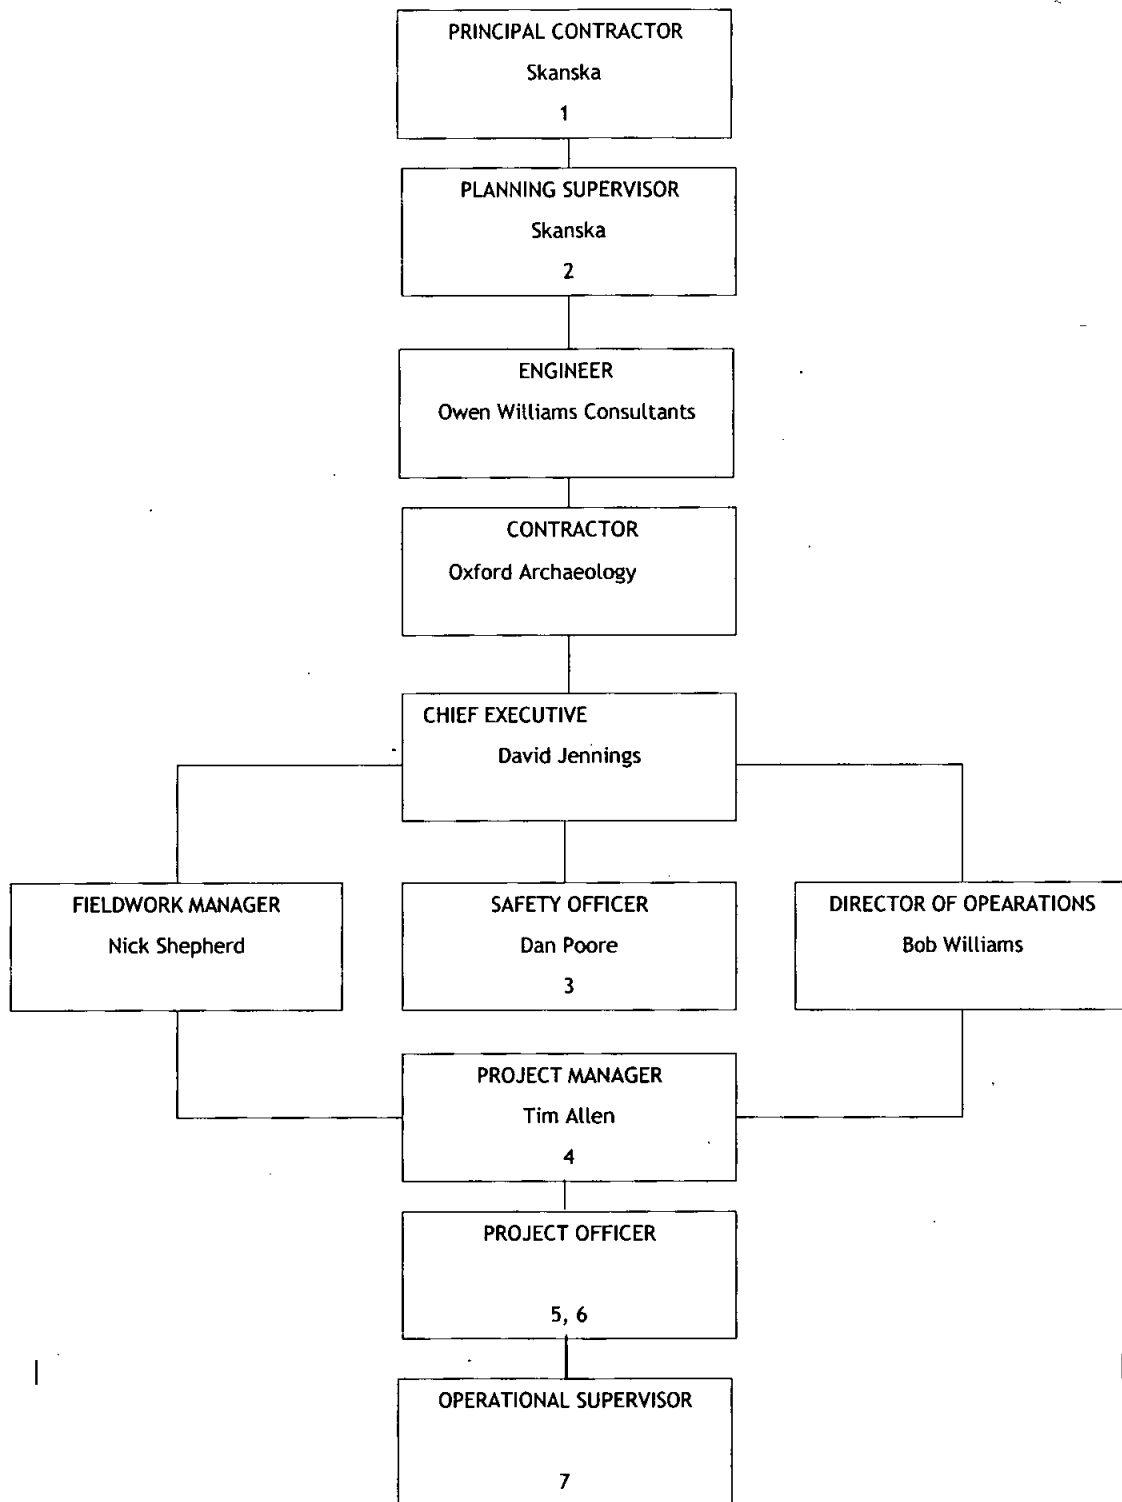 PRINCIPAL CONTRACTOR
Skanska
1
PLANNING SUPERVISOR
Skanska
2
ENGINEER
Owen Williams Consultants
CONTRACTOR
Oxford Archaeology
CHIEF EXECUTIVE
David Jennings
FIELDWORK MANAGER
Nick Shepherd
SAFETY OFFICER
Dan Poore
3
DIRECTOR OF OPEARATIONS
Bob Williams
PROJECT MANAGER
Tim Allen
4
PROJECT OFFICER
5, 6
OPERATIONAL SUPERVISOR
7